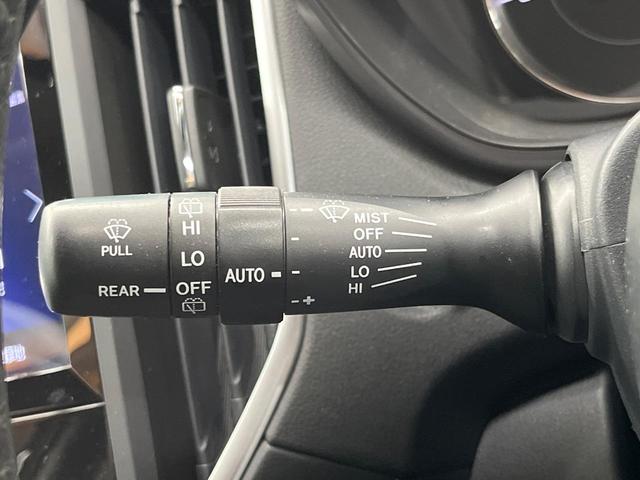 PULL
REAR
HI
LO
OFF
AUTO
- +
MIST
OFF
AUTO
LO
HI